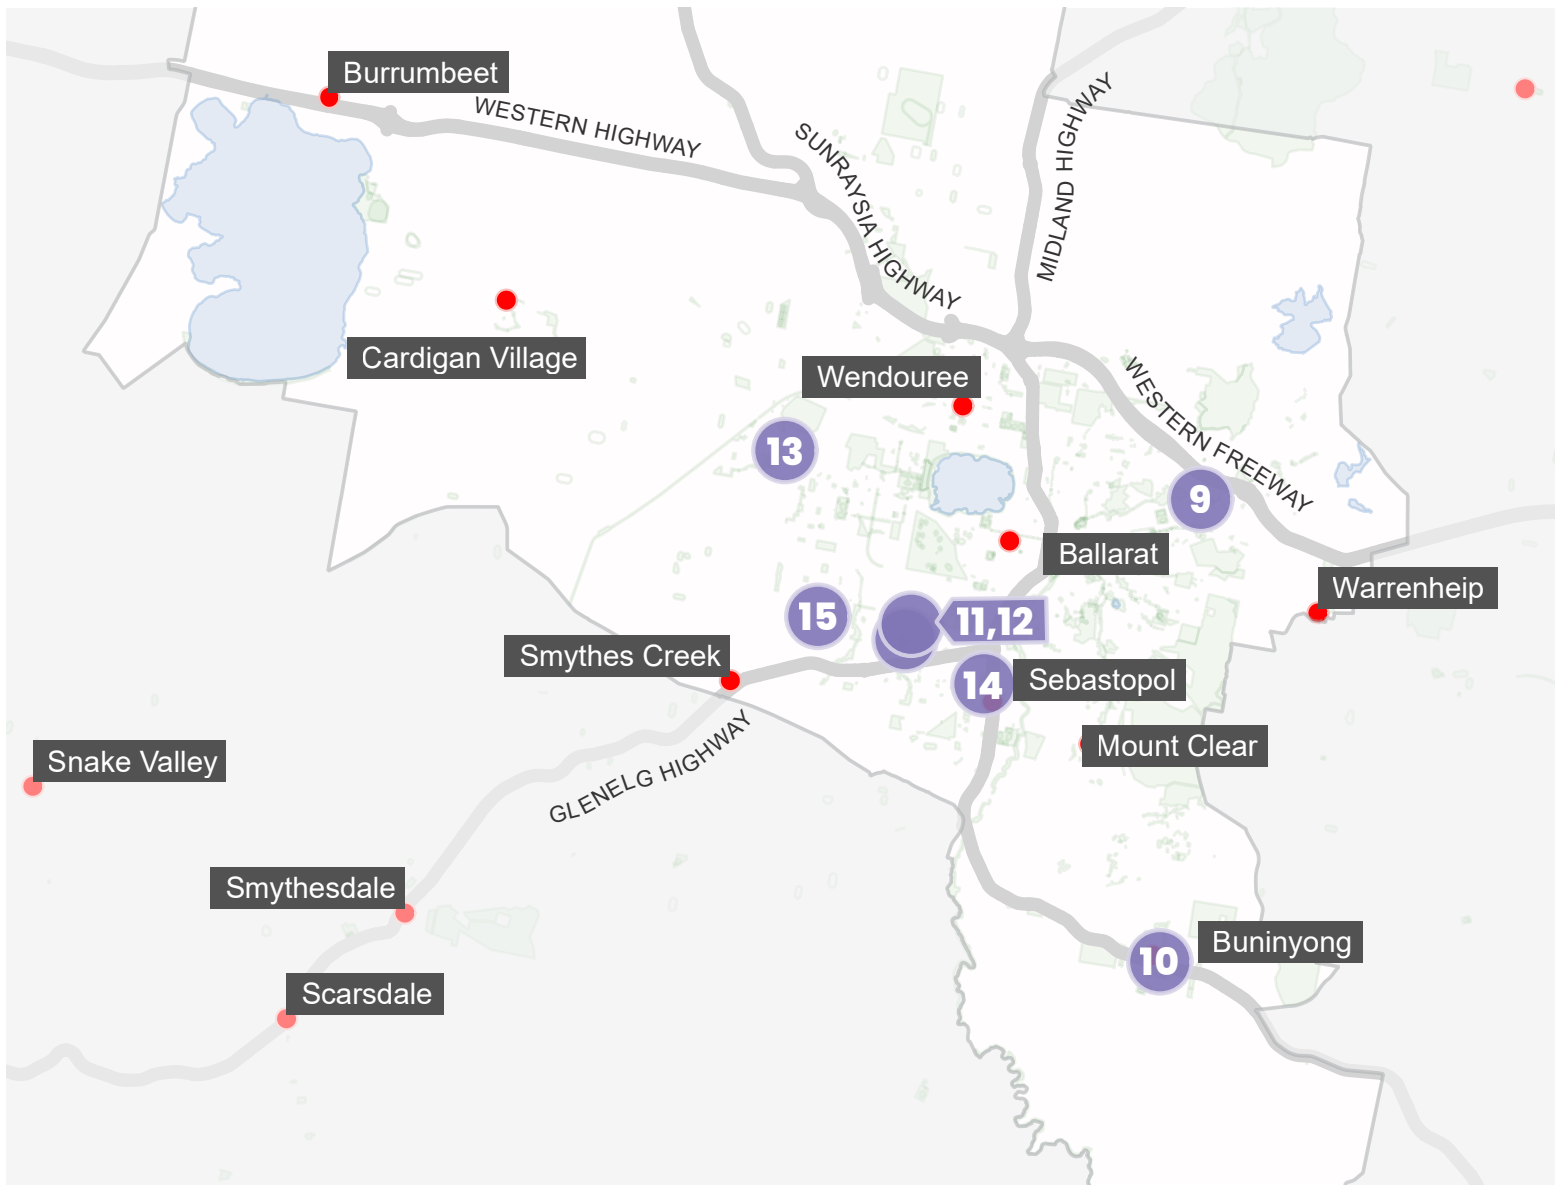 Burrumbeet
WESTERN HIGHWAY
SUNRAYSIA HIGHWAY
MIDLAND HIGHWAY
Cardigan Village
Wendouree
WESTERN FREEWAY
13
9
Ballarat
Warrenheip
15
11,12
Smythes Creek
14
Sebastopol
Mount Clear
GLENELG HIGHWAY
Snake Valley
Smythesdale
Buninyong
10
Scarsdale